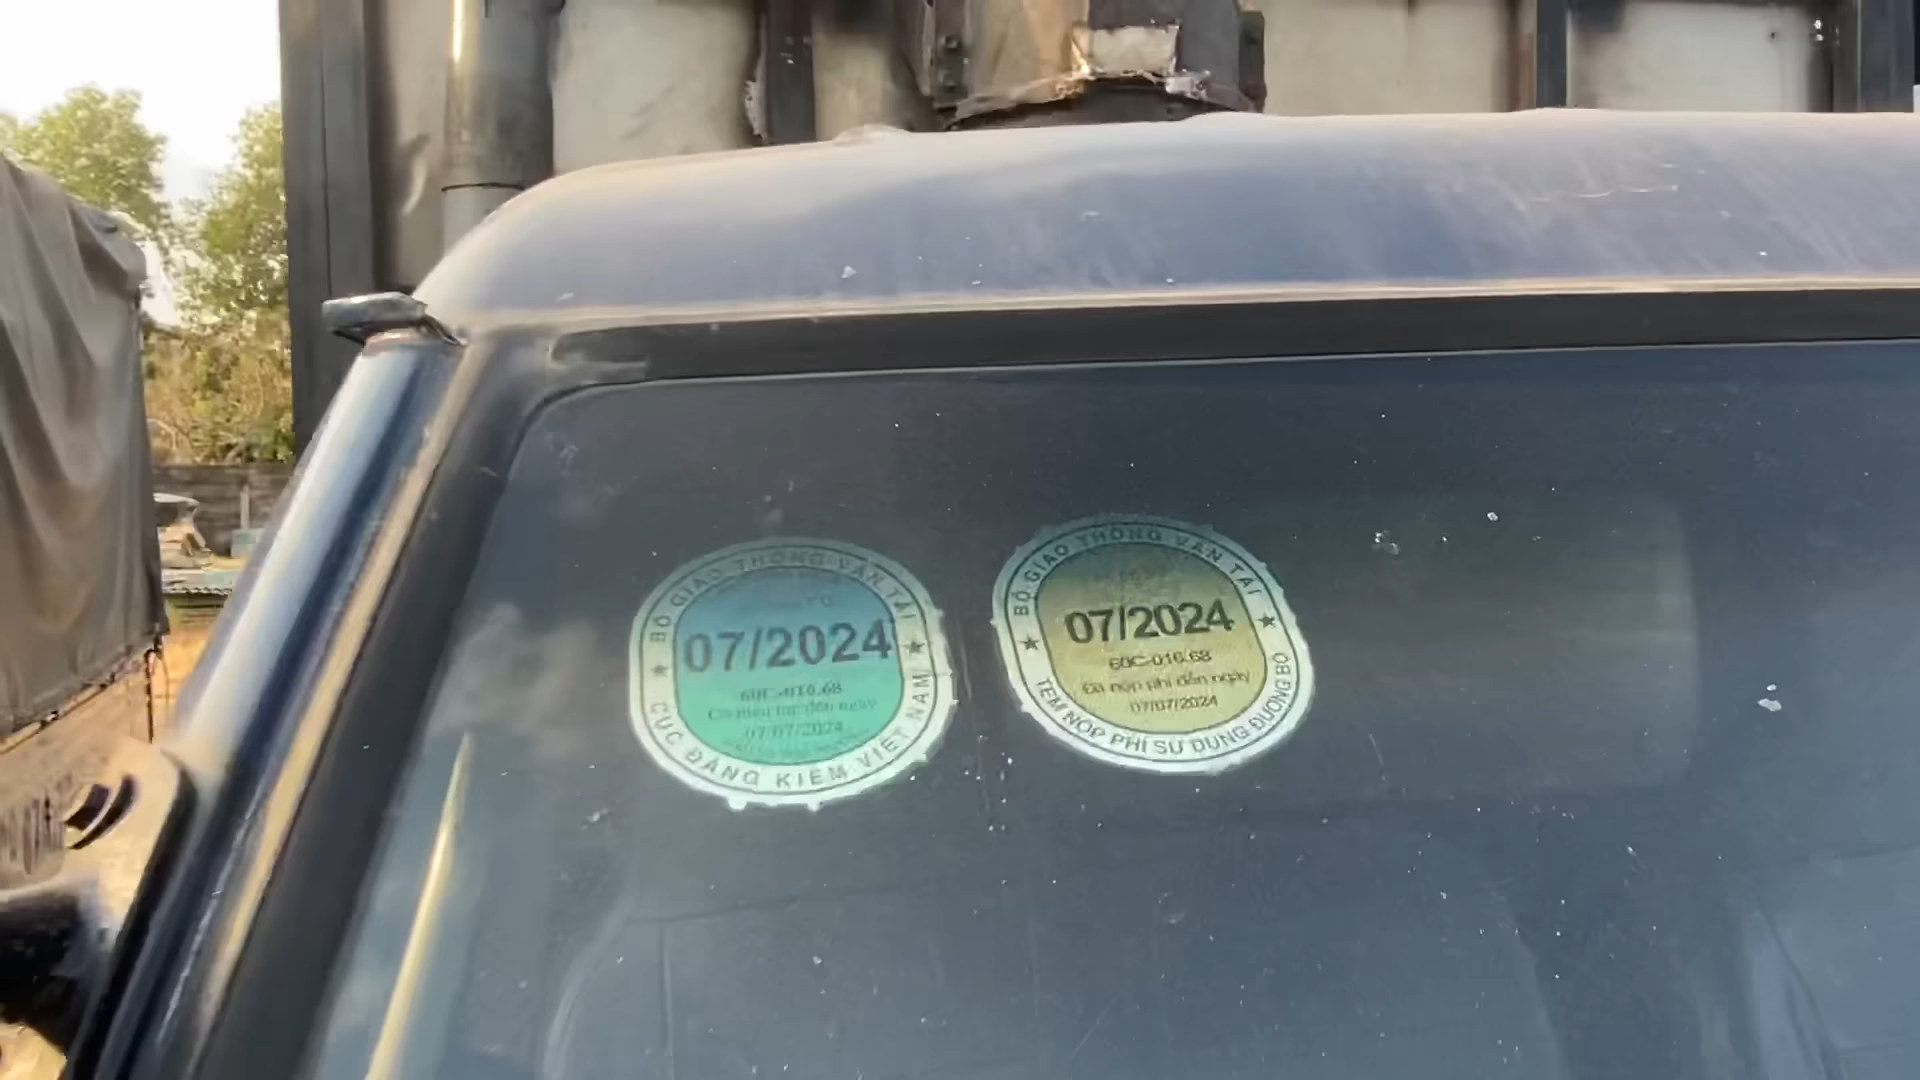 BỘ GIAO THÔNG VẬN TẢI
07/2024
60C-016.68
Có hiệu lực đến ngày
07/07/2024
CỤC ĐĂNG KIỂM VIỆT NAM
BỘ GIAO THÔNG VẬN TẢI
07/2024
60C-016.68
Đã nộp phí đến ngày
07/07/2024
TEM NỘP PHÍ SỬ DỤNG ĐƯỜNG BỘ